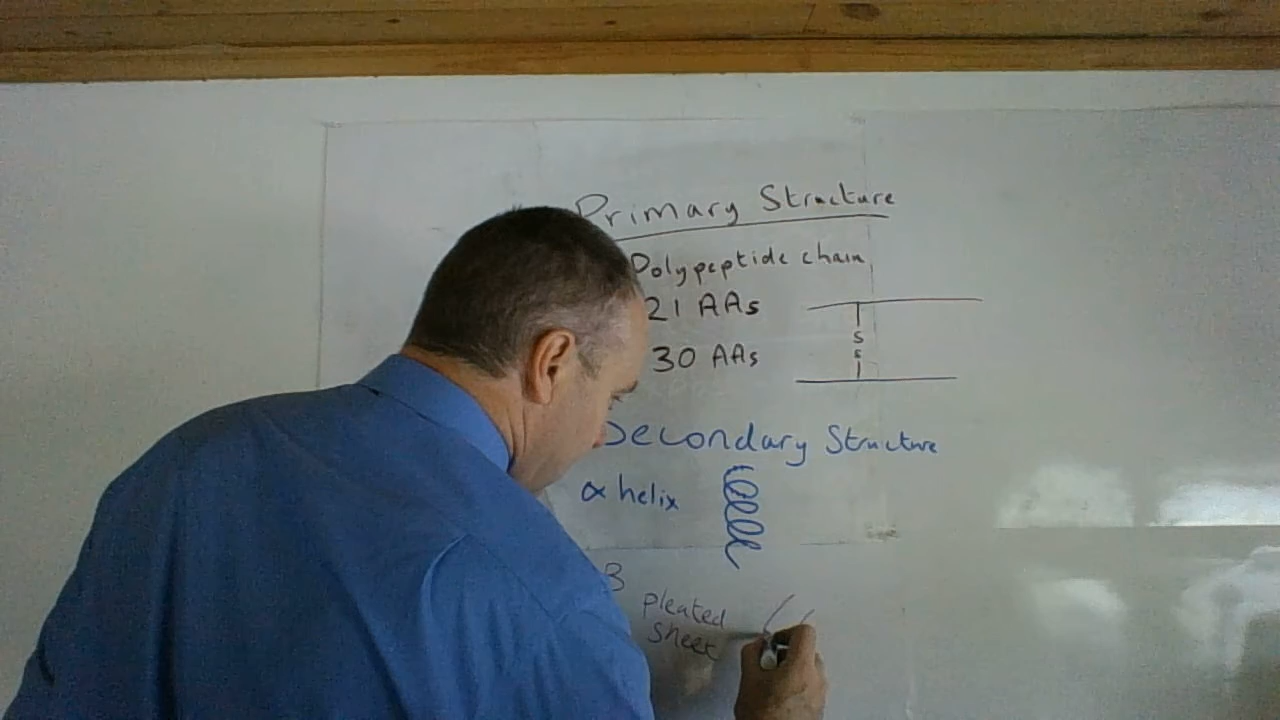 Primary Structure
Polypeptide chain
21 AAs
S
30 AAs
S
Secondary Structure
α helix
β
pleated
sheet